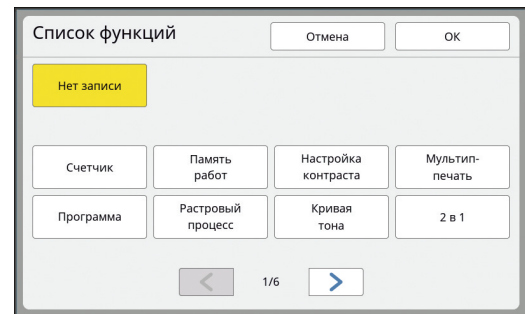 Список функций
Отмена
ОК
Нет записи
Счетчик
Память
работ
Настройка
контраста
Мультип-
печать
Программа
Растровый
процесс
Кривая
тона
2 в 1
1/6